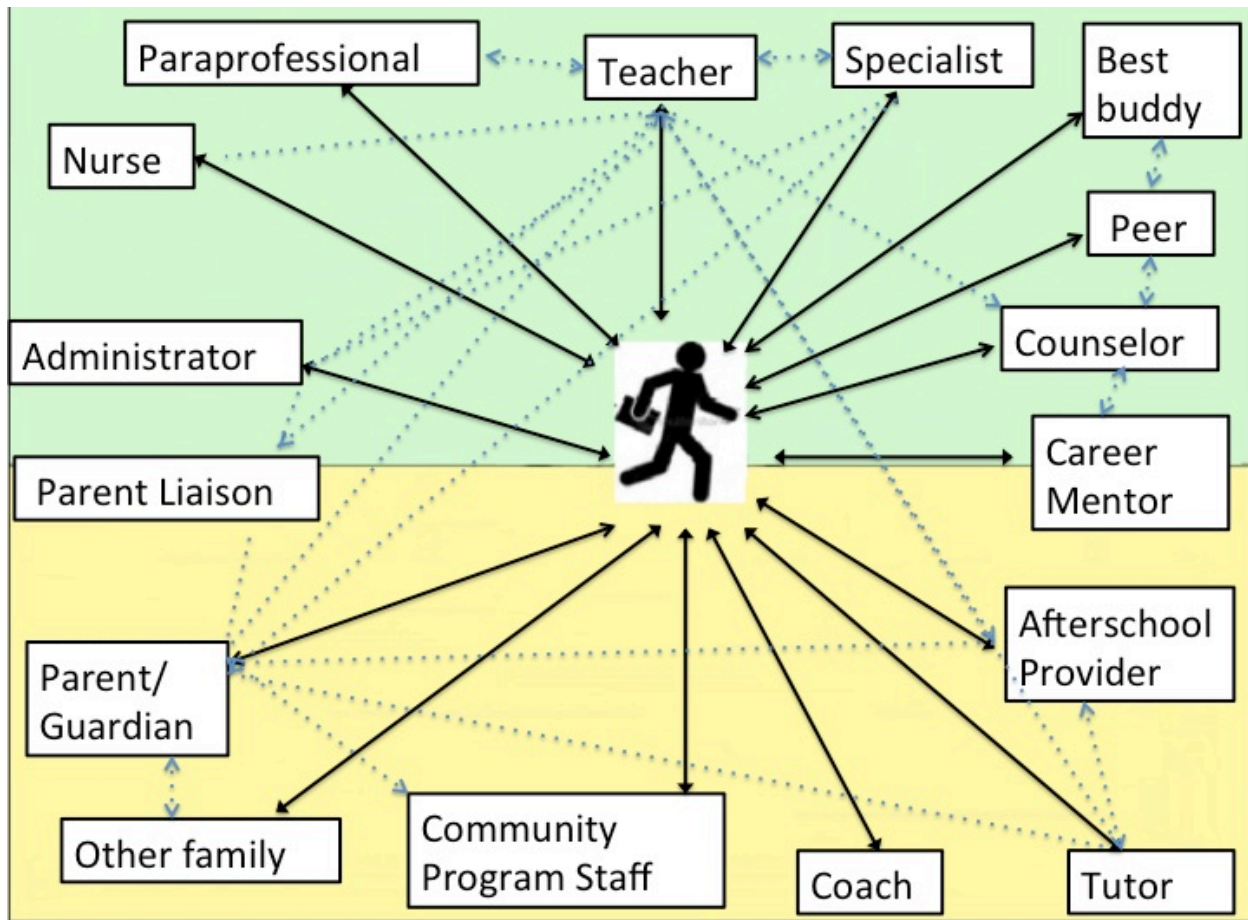 Paraprofessional
Teacher
Specialist
Best
buddy
Nurse
Peer
Administrator
Counselor
Parent Liaison
Career
Mentor
Afterschool
Provider
Parent/
Guardian
Other family
Community
Program Staff
Coach
Tutor